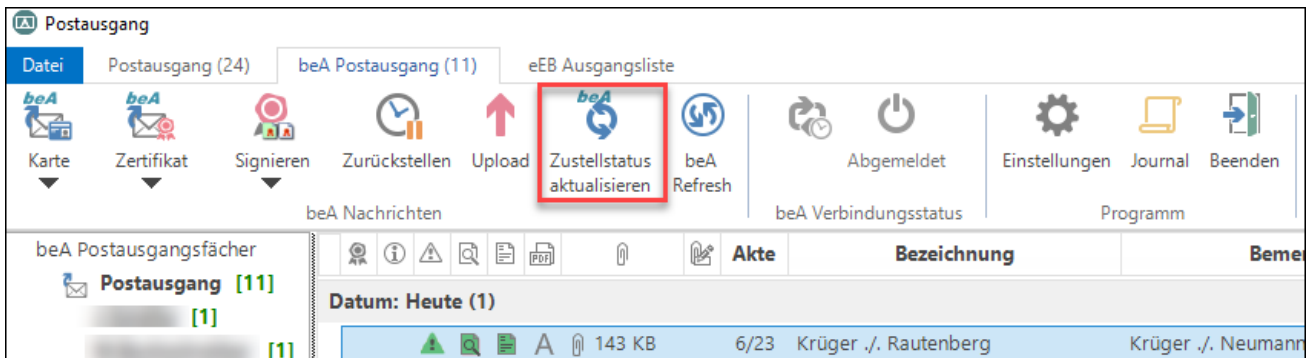 Postausgang
Datei Postausgang (24) beA Postausgang (11) eEB Ausgangsliste
beA beA beA
Karte Zertifikat Signieren Zurückstellen Upload Zustellstatus aktualisieren beA Refresh Abgemeldet Einstellungen Journal Beenden
beA Nachrichten beA Verbindungsstatus Programm
beA Postausgangsfächer PDF Akte Bezeichnung Bemer
Postausgang [11]
Datum: Heute (1)
[1]
A 143 KB 6/23 Krüger ./. Rautenberg Krüger ./. Neumann
[1]